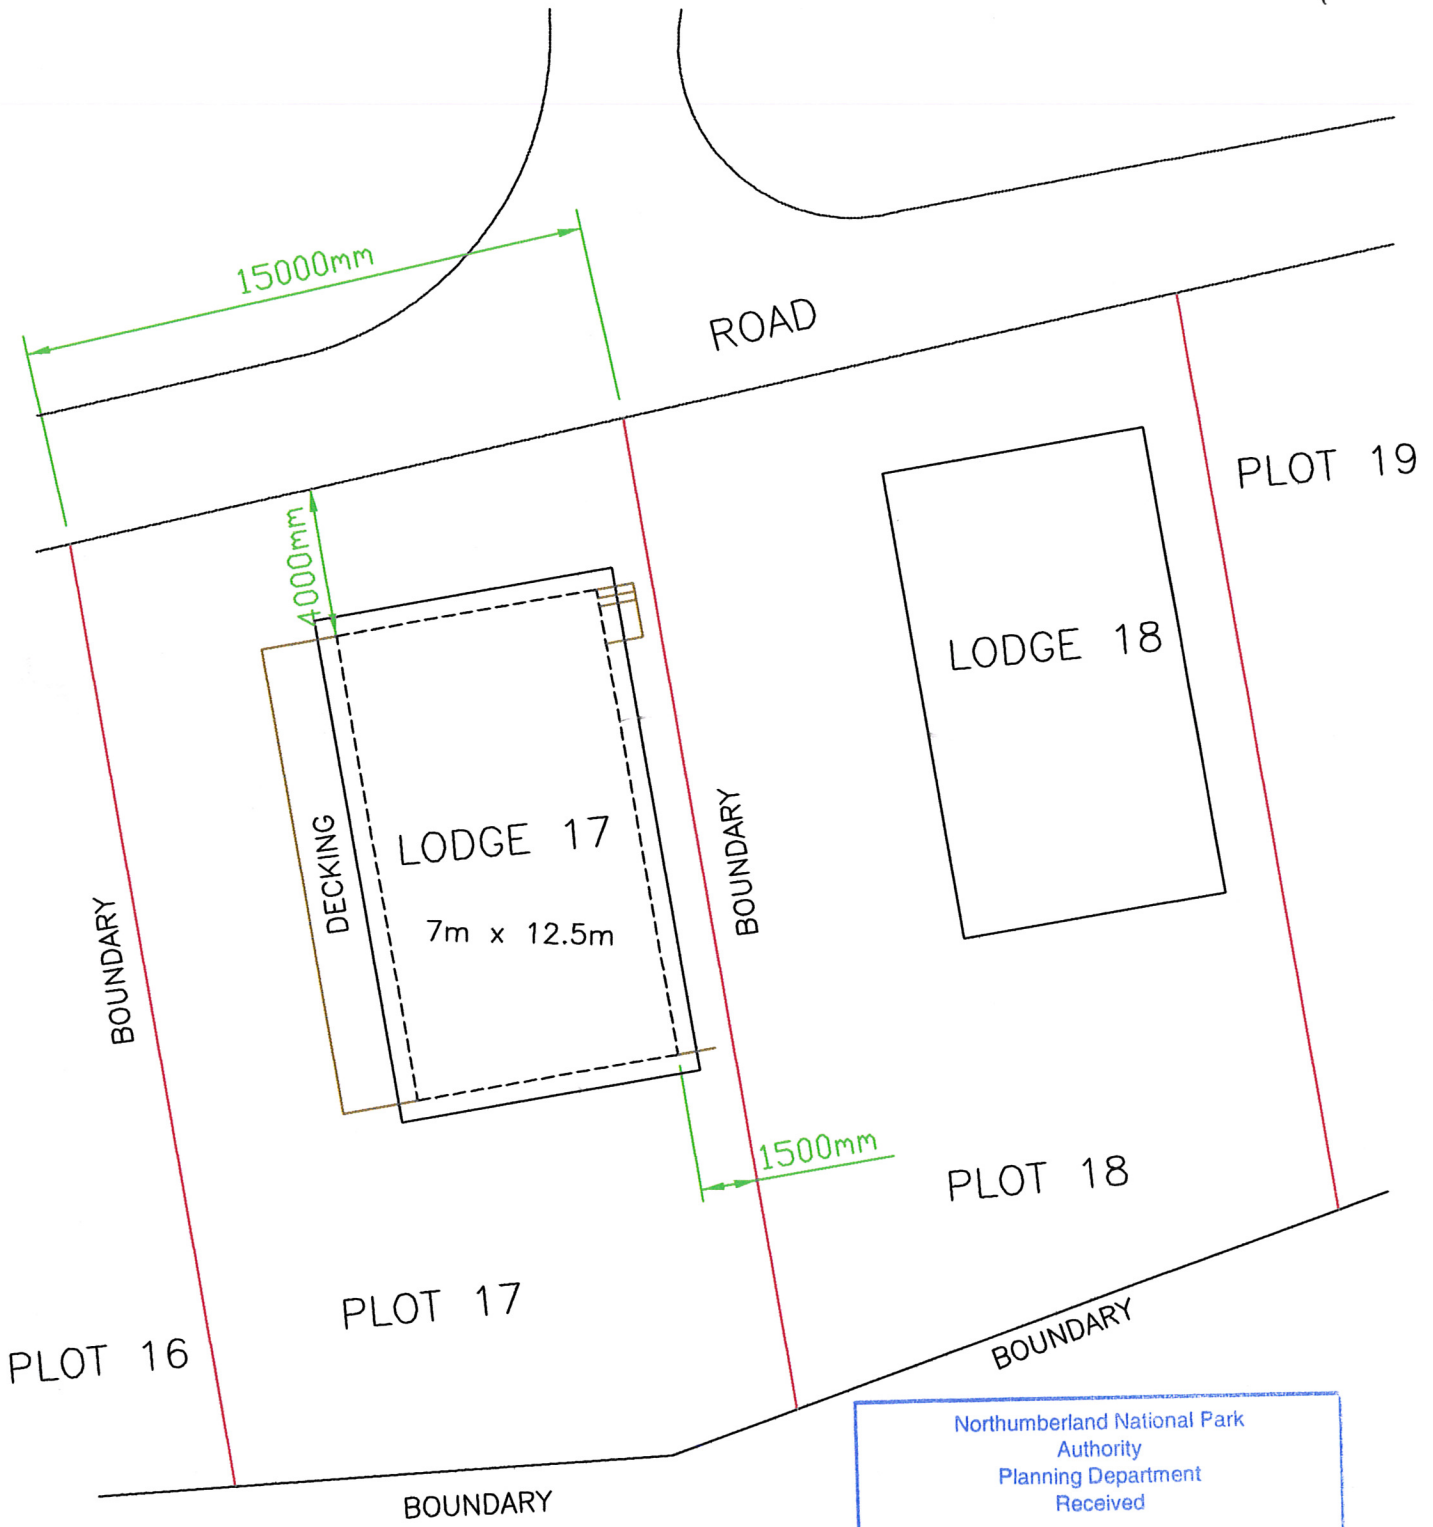 15000mm
ROAD
PLOT 19
4000mm
LODGE 18
LODGE 17
7m x 12.5m
DECKING
BOUNDARY
BOUNDARY
1500mm
PLOT 18
PLOT 17
PLOT 16
BOUNDARY
BOUNDARY
Northumberland National Park
Authority
Planning Department
Received